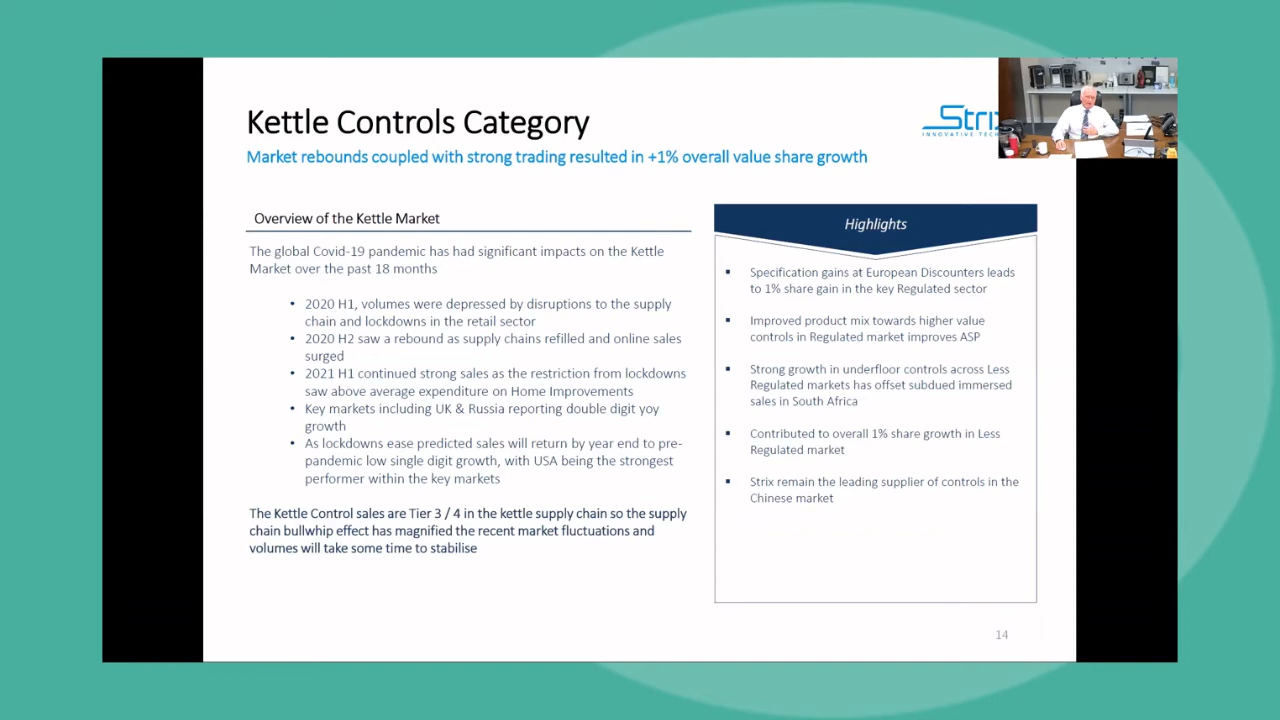 Kettle Controls Category
Market rebounds coupled with strong trading resulted in +1% overall value share growth
Strix
INNOVATIVE TECH
Overview of the Kettle Market
The global Covid-19 pandemic has had significant impacts on the Kettle
Market over the past 18 months
• 2020 H1, volumes were depressed by disruptions to the supply
chain and lockdowns in the retail sector
• 2020 H2 saw a rebound as supply chains refilled and online sales
surged
• 2021 H1 continued strong sales as the restriction from lockdowns
saw above average expenditure on Home Improvements
• Key markets including UK & Russia reporting double digit yoy
growth
• As lockdowns ease predicted sales will return by year end to pre-
pandemic low single digit growth, with USA being the strongest
performer within the key markets
The Kettle Control sales are Tier 3 / 4 in the kettle supply chain so the supply
chain bullwhip effect has magnified the recent market fluctuations and
volumes will take some time to stabilise
Highlights
▪ Specification gains at European Discounters leads
to 1% share gain in the key Regulated sector
▪ Improved product mix towards higher value
controls in Regulated market improves ASP
▪ Strong growth in underfloor controls across Less
Regulated markets has offset subdued immersed
sales in South Africa
▪ Contributed to overall 1% share growth in Less
Regulated market
▪ Strix remain the leading supplier of controls in the
Chinese market
14